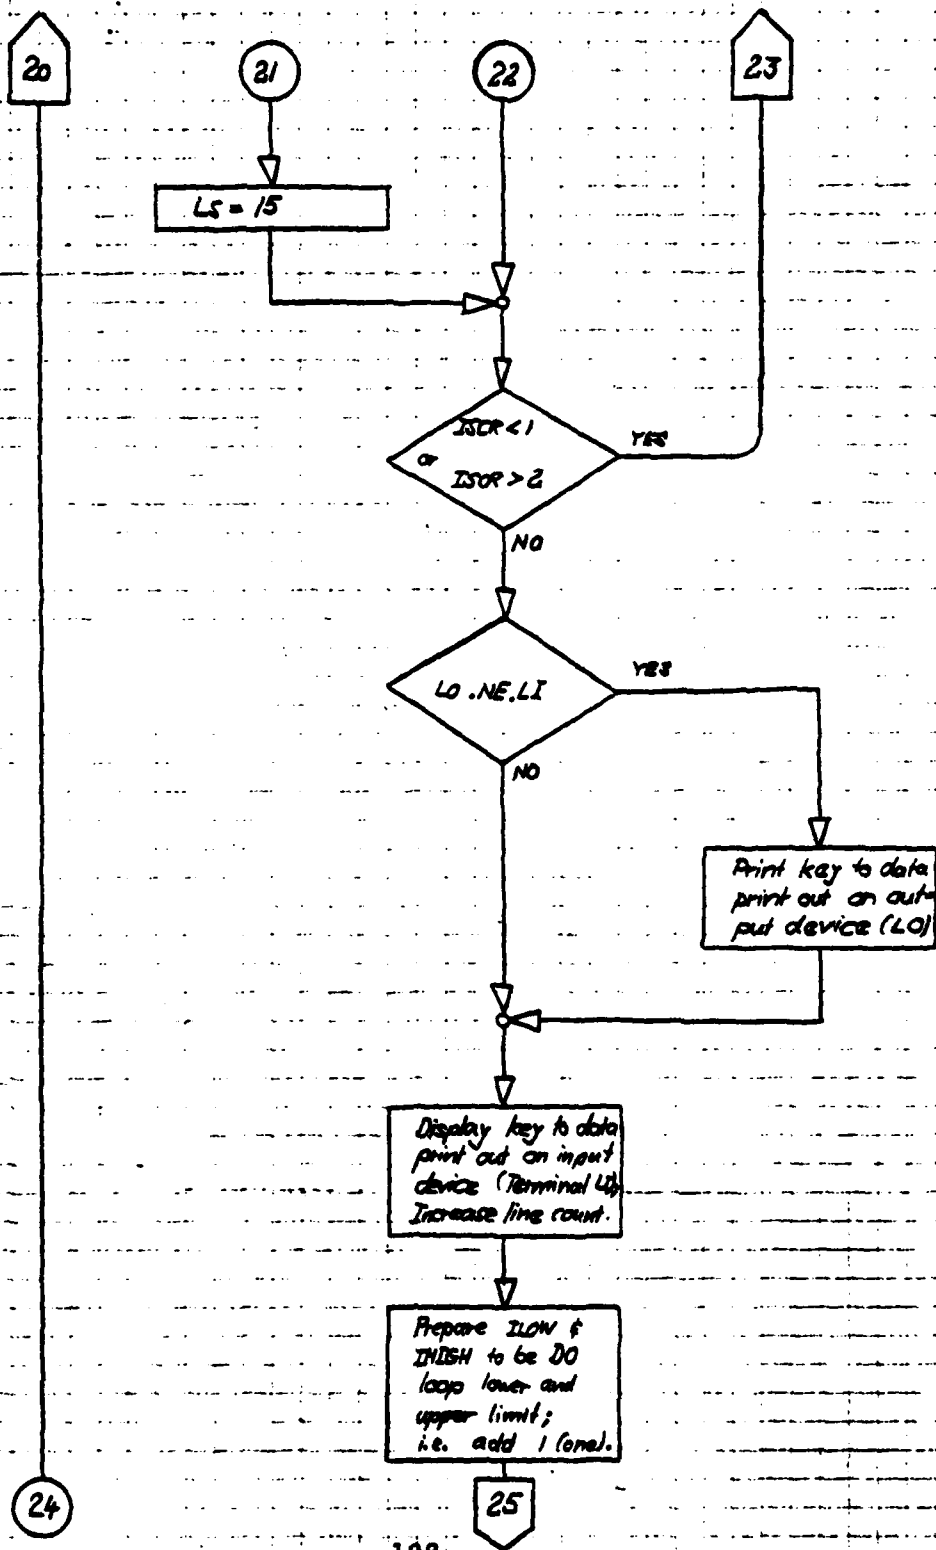 20
21
22
23
LS = 15
ISOR < 1
or
ISOR > 2
YES
NO
LO .NE. LI
YES
NO
Print key to data
print out on out-
put device (LO)
Display key to data
print out on input
device (Terminal LI),
Increase line count.
Prepare ILOW &
IHIGH to be DO
loop lower and
upper limit;
i.e. add 1 (one).
24
25